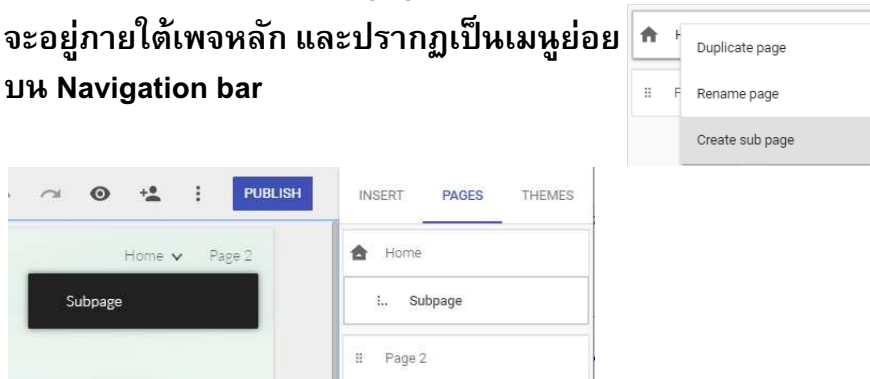 จะอยู่ภายใต้เพจหลัก และปรากฏเป็นเมนูย่อย
บน Navigation bar
Duplicate page
Rename page
Create sub page
PUBLISH
INSERT PAGES THEMES
Home Page 2
Subpage
Home
Subpage
Page 2